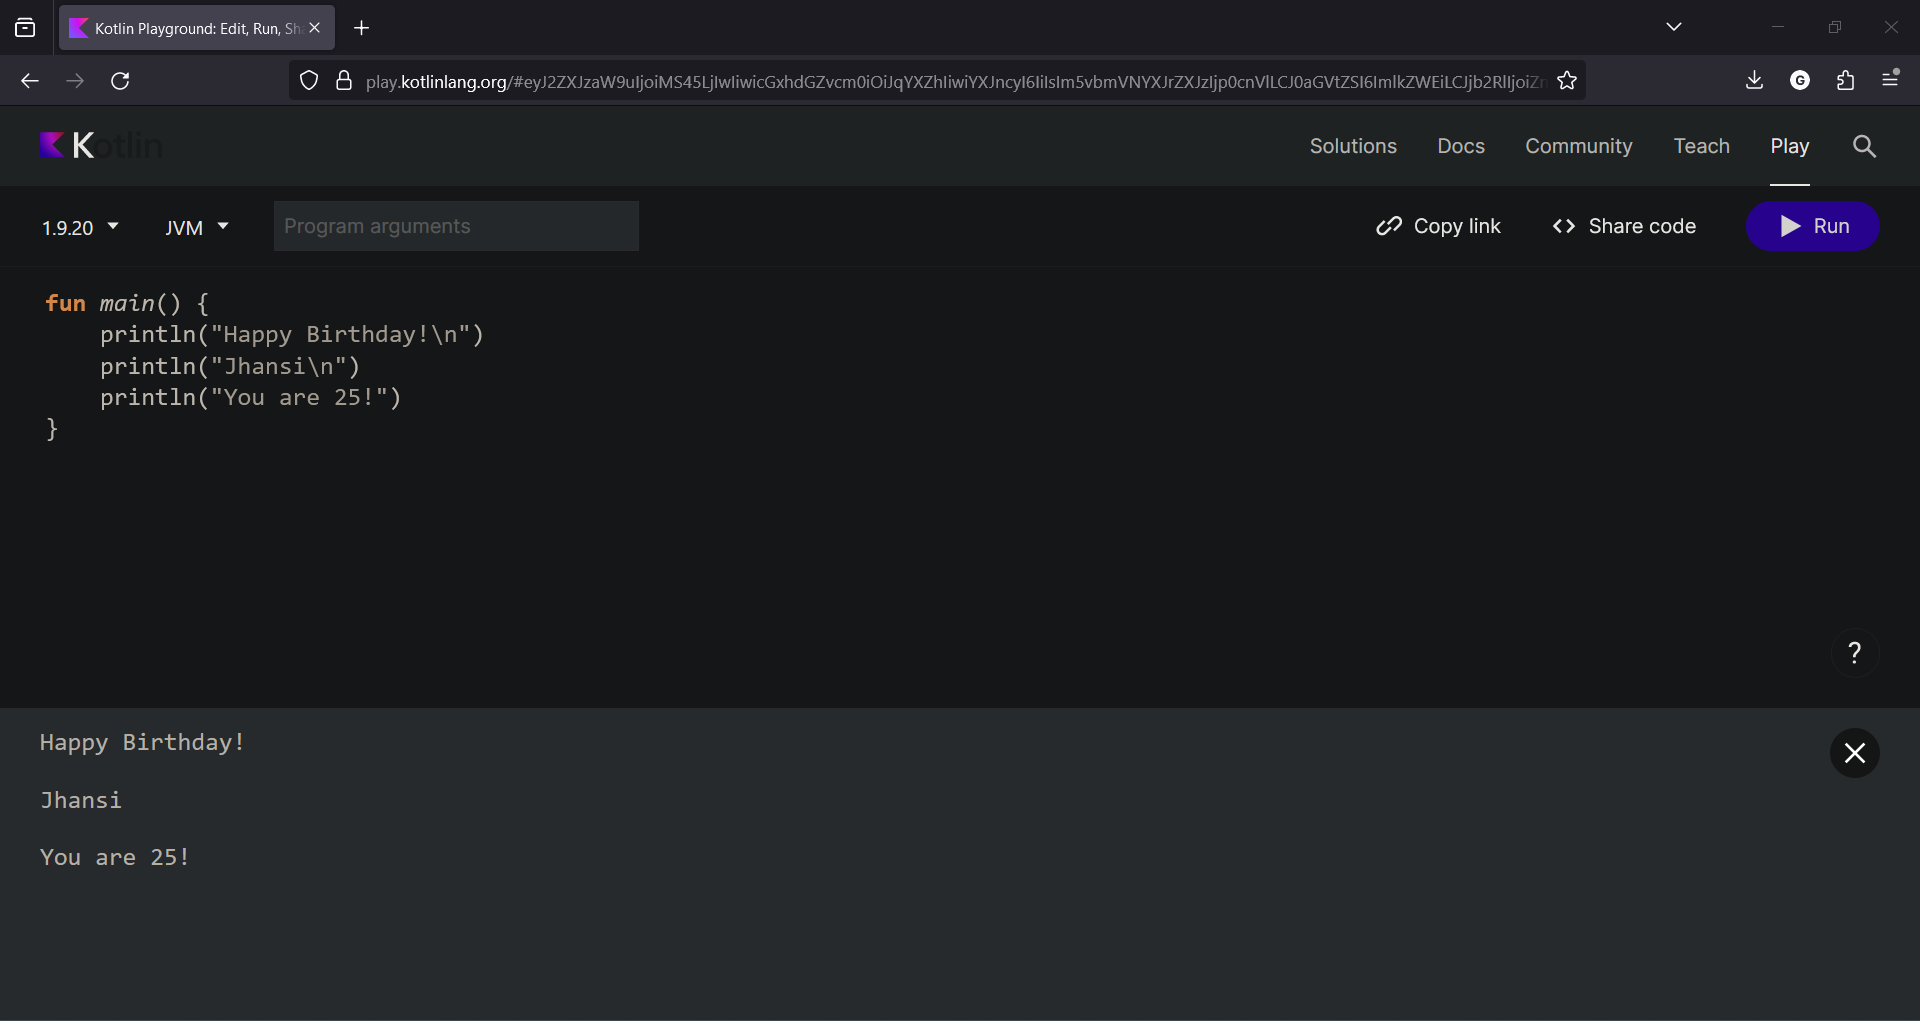 Kotlin Playground: Edit, Run, Sh
play.kotlinlang.org/#eyJ2ZXJzaW9uIjoiMS45LjIwIiwicGxhdGZvcm0iOiJqYXZhIiwiYXJncyI6IiIsIm5vbmVNYXJrZXJzIjp0cnVlLCJ0aGVtZSI6ImlkZWEiLCJjb2RlIjoiZn
Kotlin
Solutions Docs Community Teach Play
1.9.20 JVM Program arguments Copy link <> Share code Run
fun main() {
    println("Happy Birthday!\n")
    println("Jhansi\n")
    println("You are 25!")
}
?
Happy Birthday!
Jhansi
You are 25!